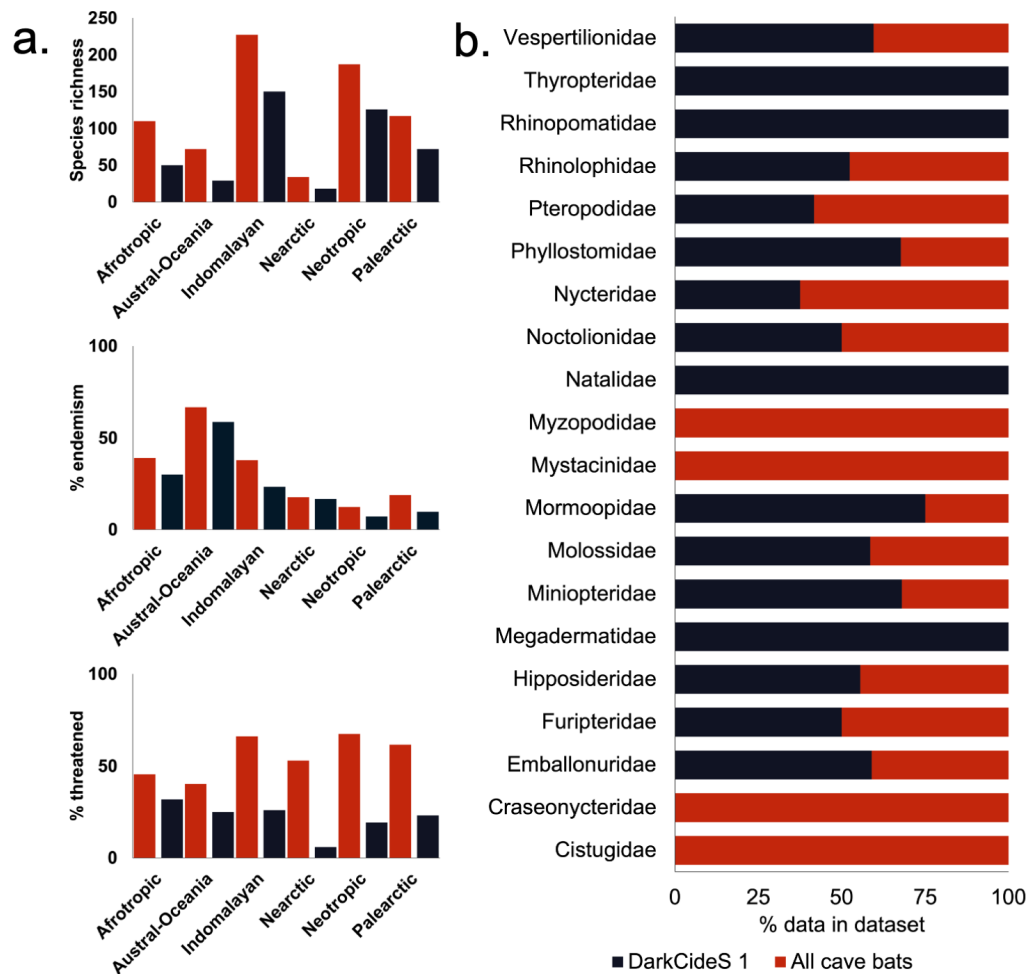 a.
Species richness
250
200
150
100
50
0
Afrotropic
Austral-Oceania
Indomalayan
Nearctic
Neotropic
Palearctic
% endemism
100
50
0
Afrotropic
Austral-Oceania
Indomalayan
Nearctic
Neotropic
Palearctic
% threatened
100
50
0
Afrotropic
Austral-Oceania
Indomalayan
Nearctic
Neotropic
Palearctic
b.
Vespertilionidae
Thyropteridae
Rhinopomatidae
Rhinolophidae
Pteropodidae
Phyllostomidae
Nycteridae
Noctolionidae
Natalidae
Myzopodidae
Mystacinidae
Mormoopidae
Molossidae
Miniopteridae
Megadermatidae
Hipposideridae
Furipteridae
Emballonuridae
Craseonycteridae
Cistugidae
0 25 50 75 100
% data in dataset
DarkCideS 1 All cave bats